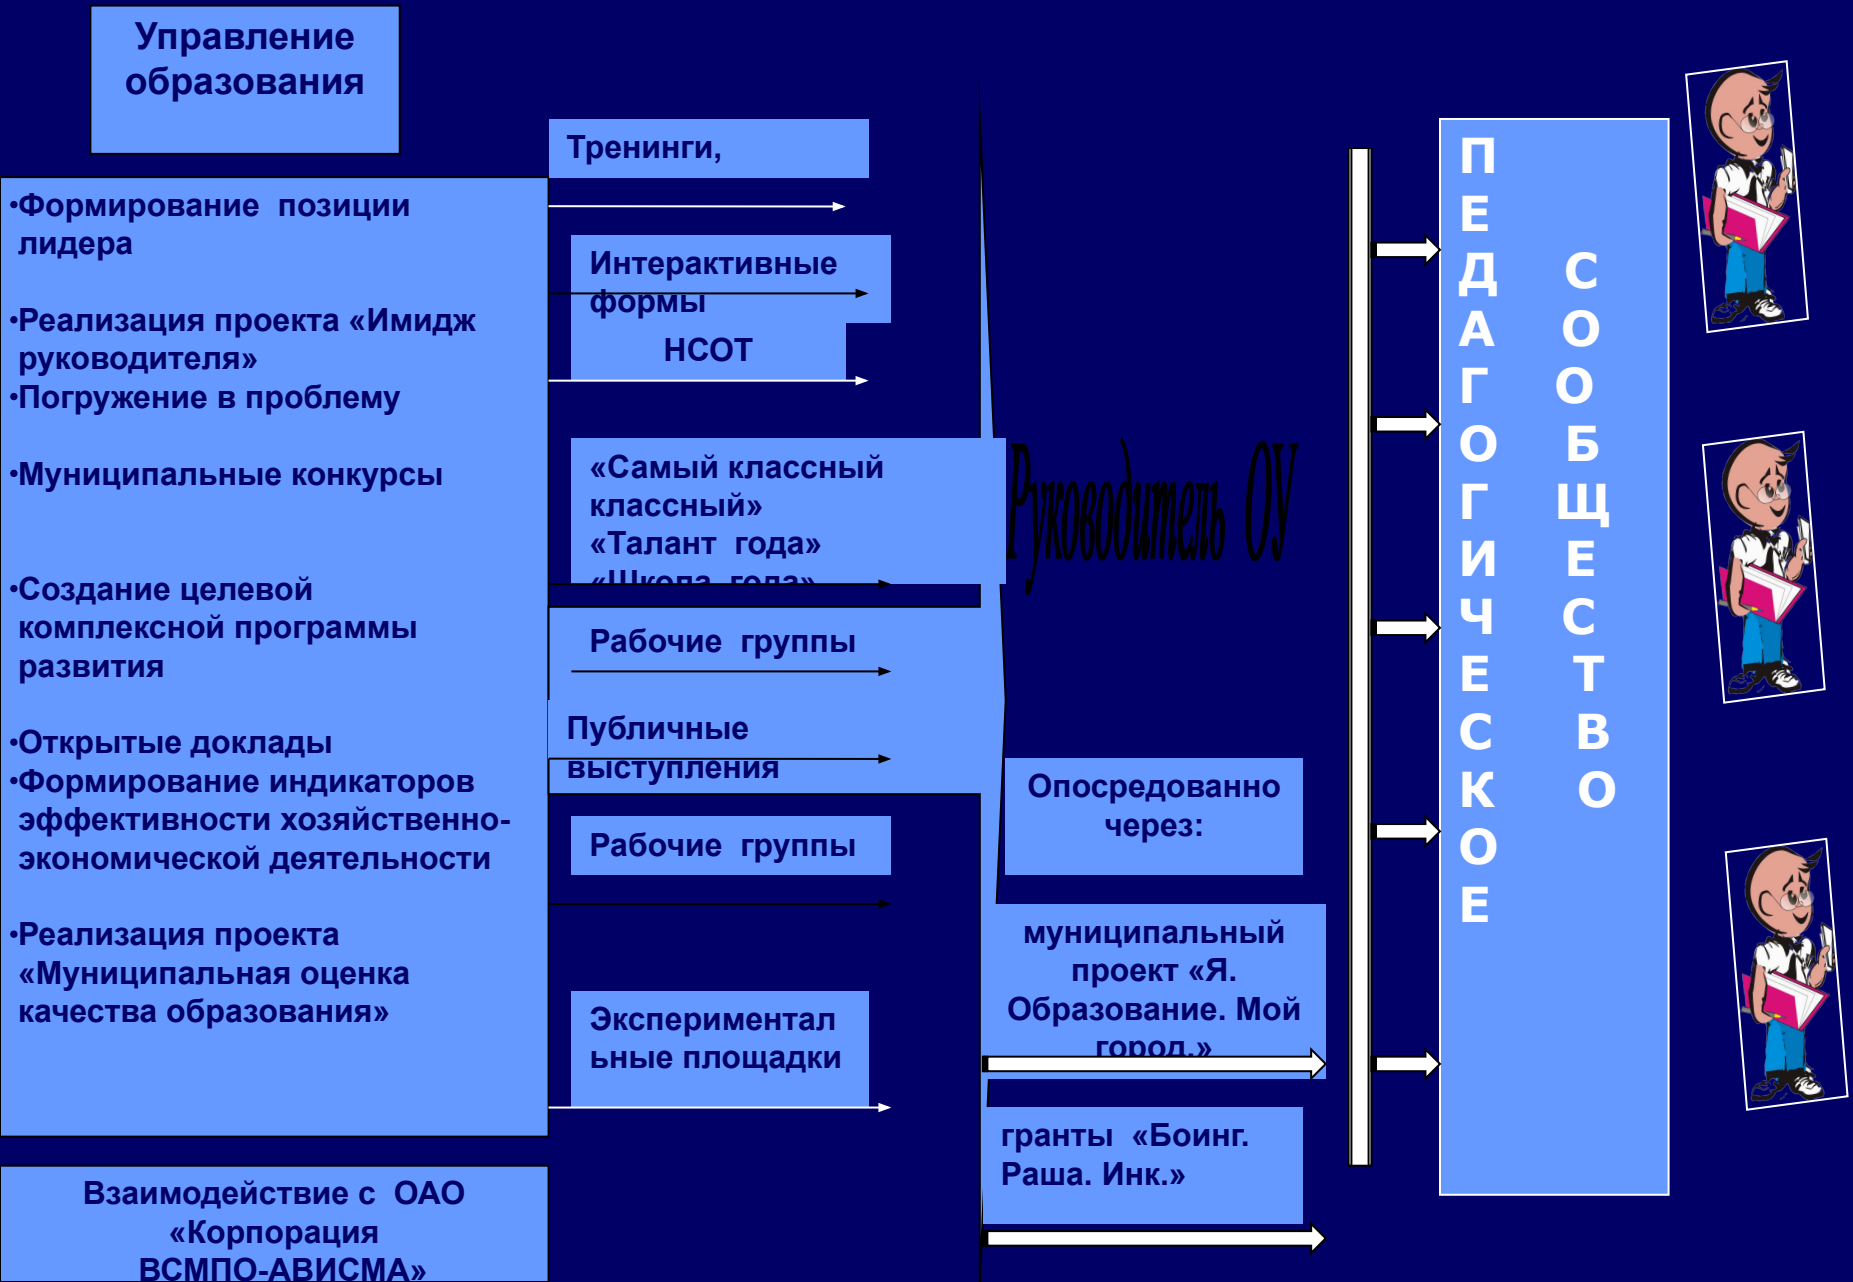 Управление
образования
•Формирование позиции
лидера
•Реализация проекта «Имидж
руководителя»
•Погружение в проблему
•Муниципальные конкурсы
•Создание целевой
комплексной программы
развития
•Открытые доклады
•Формирование индикаторов
эффективности хозяйственно-
экономической деятельности
•Реализация проекта
«Муниципальная оценка
качества образования»
Взаимодействие с ОАО
«Корпорация
ВСМПО-АВИСМА»
Тренинги,
Интерактивные
формы
НСОТ
«Самый классный
классный»
«Талант года»
«Школа года»
Рабочие группы
Публичные
выступления
Рабочие группы
Экспериментал
ьные площадки
Руководитель ОУ
Опосредованно
через:
муниципальный
проект «Я.
Образование. Мой
город.»
гранты «Боинг.
Раша. Инк.»
ПЕДАГОГИЧЕСКОЕ
СООБЩЕСТВО